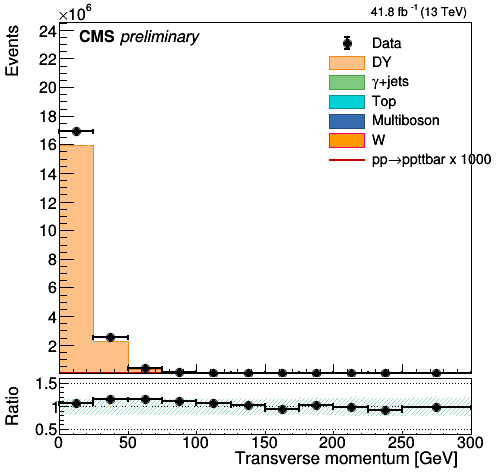 ×10⁶
41.8 fb⁻¹ (13 TeV)
CMS preliminary
Events
24
22
20
18
16
14
12
10
8
6
4
2
Data
DY
γ+jets
Top
Multiboson
W
pp→ppttbar x 1000
Ratio
1.5
1
0.5
0 50 100 150 200 250 300
Transverse momentum [GeV]